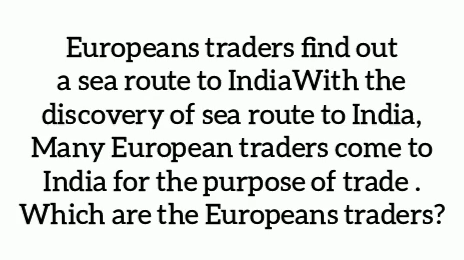 Europeans traders find out
a sea route to IndiaWith the
discovery of sea route to India,
Many European traders come to
India for the purpose of trade .
Which are the Europeans traders?